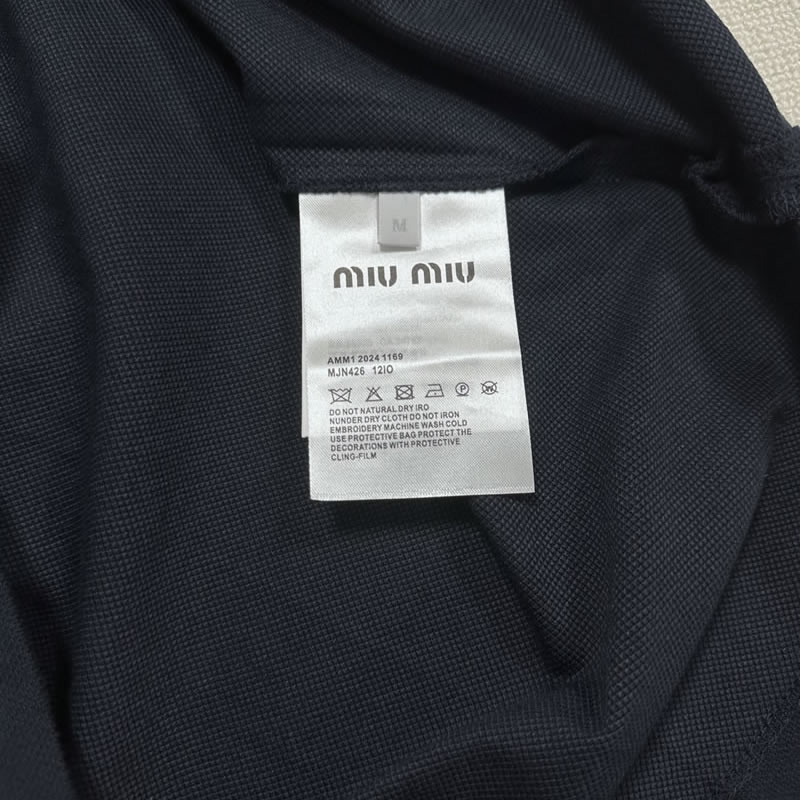 M
miu miu
AMM1 2024 1169
MJN426 12IO
P
W
DO NOT NATURAL DRY IRO
NUNDER DRY CLOTH DO NOT IRON
EMBROIDERY MACHINE WASH COLD
USE PROTECTIVE BAG PROTECT THE
DECORATIONS WITH PROTECTIVE
CLING-FILM